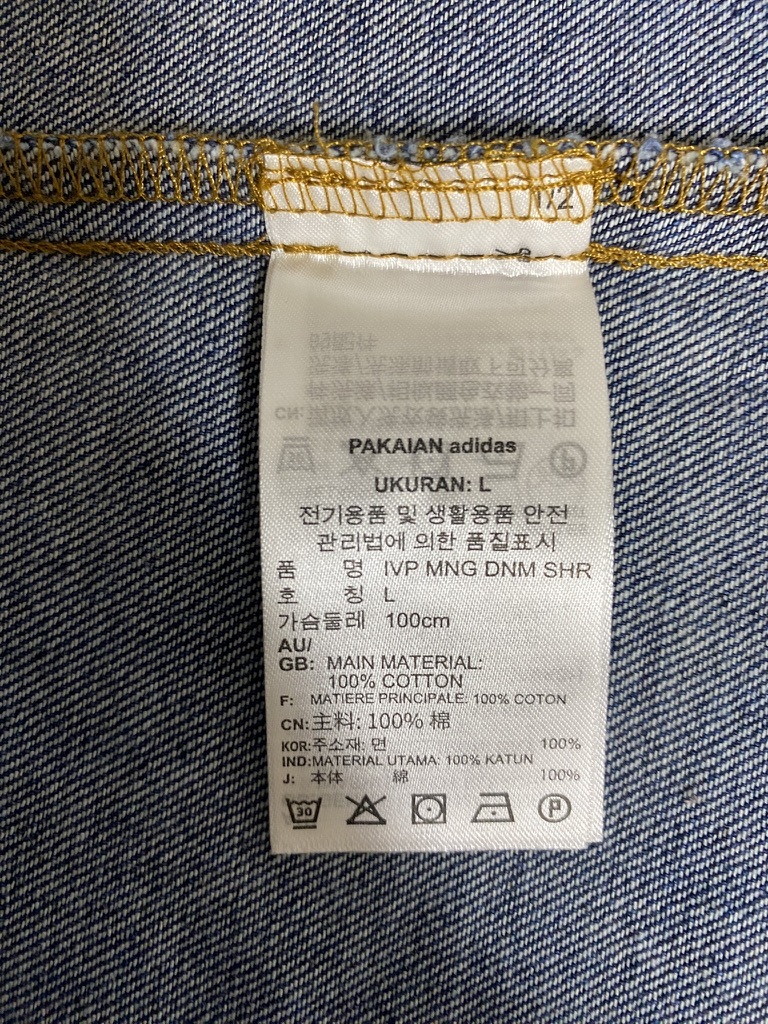 1/2
PAKAIAN adidas
UKURAN: L
전기용품 및 생활용품 안전
관리법에 의한 품질표시
품 명 IVP MNG DNM SHR
호 칭 L
가슴둘레 100cm
AU/
GB: MAIN MATERIAL:
100% COTTON
F: MATIERE PRINCIPALE: 100% COTON
CN:主料: 100% 棉
KOR:주소재: 면 100%
IND:MATERIAL UTAMA: 100% KATUN
J: 本体 綿 100%
30 P